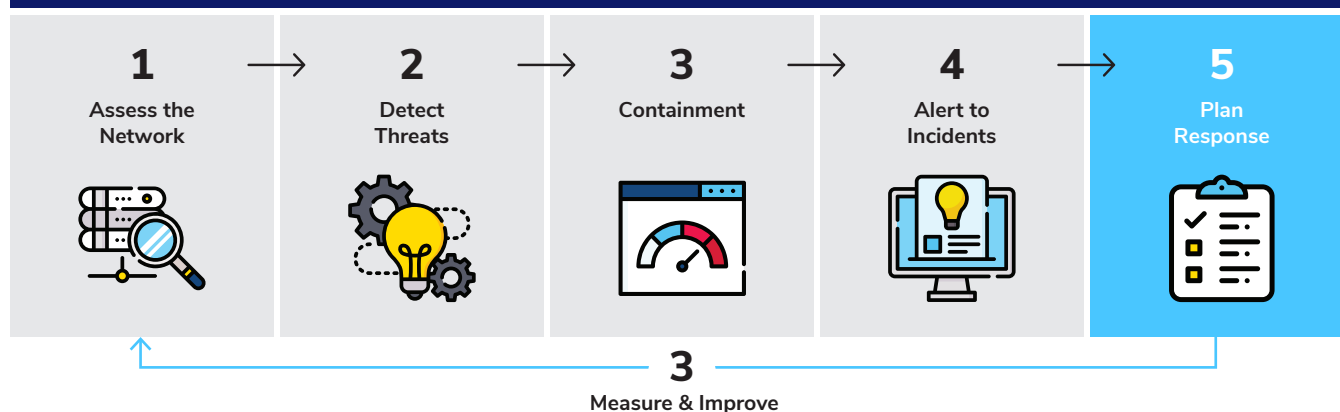 1
Assess the
Network
2
Detect
Threats
3
Containment
4
Alert to
Incidents
5
Plan
Response
3
Measure & Improve